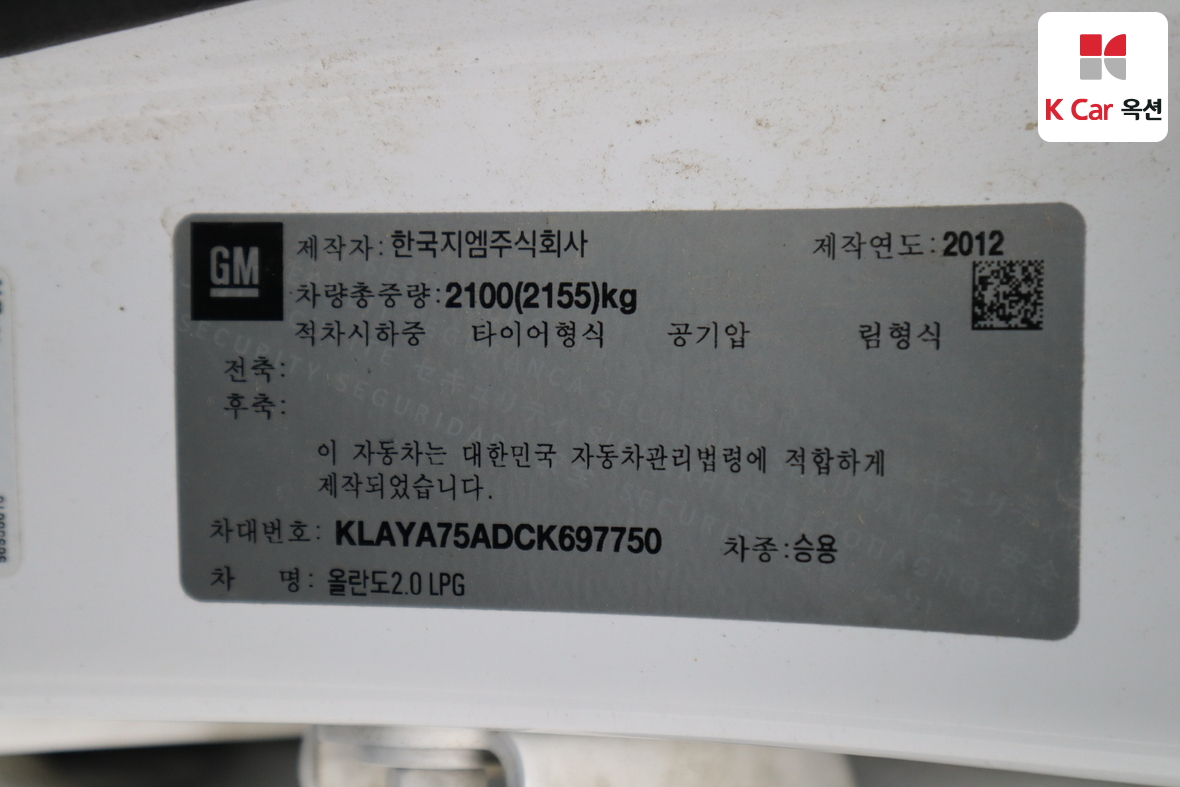 K Car 옥션
GM 제작자: 한국지엠주식회사 제작연도: 2012
차량총중량: 2100(2155)kg
적차시하중 타이어형식 공기압 림형식
전축:
후축:
이 자동차는 대한민국 자동차관리법령에 적합하게
제작되었습니다.
차대번호: KLAYA75ADCK697750 차종: 승용
차 명: 올란도2.0 LPG